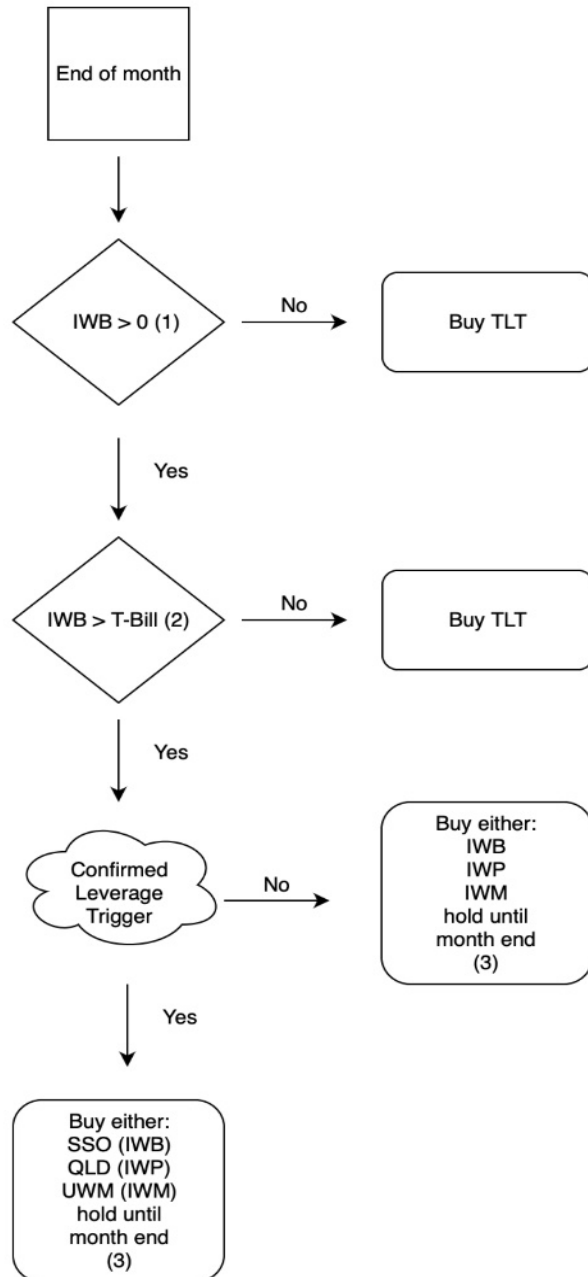 End of month
IWB > 0 (1)
No
Buy TLT
Yes
IWB > T-Bill (2)
No
Buy TLT
Yes
Confirmed
Leverage
Trigger
No
Buy either:
IWB
IWP
IWM
hold until
month end
(3)
Yes
Buy either:
SSO (IWB)
QLD (IWP)
UWM (IWM)
hold until
month end
(3)